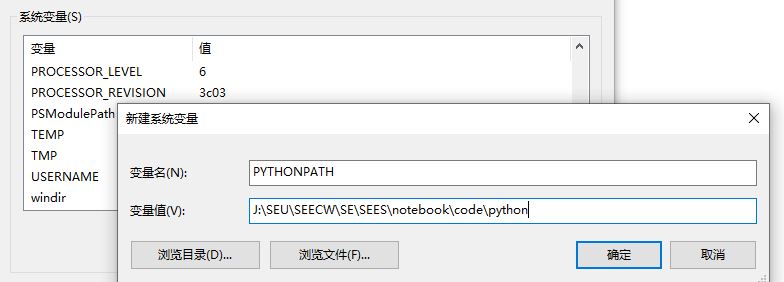 系统变量(S)
变量 值
PROCESSOR_LEVEL 6
PROCESSOR_REVISION 3c03
PSModulePath
TEMP
TMP
USERNAME
windir
新建系统变量
变量名(N): PYTHONPATH
变量值(V): J:\SEU\SEECW\SE\SEES\notebook\code\python
浏览目录(D)... 浏览文件(F)... 确定 取消